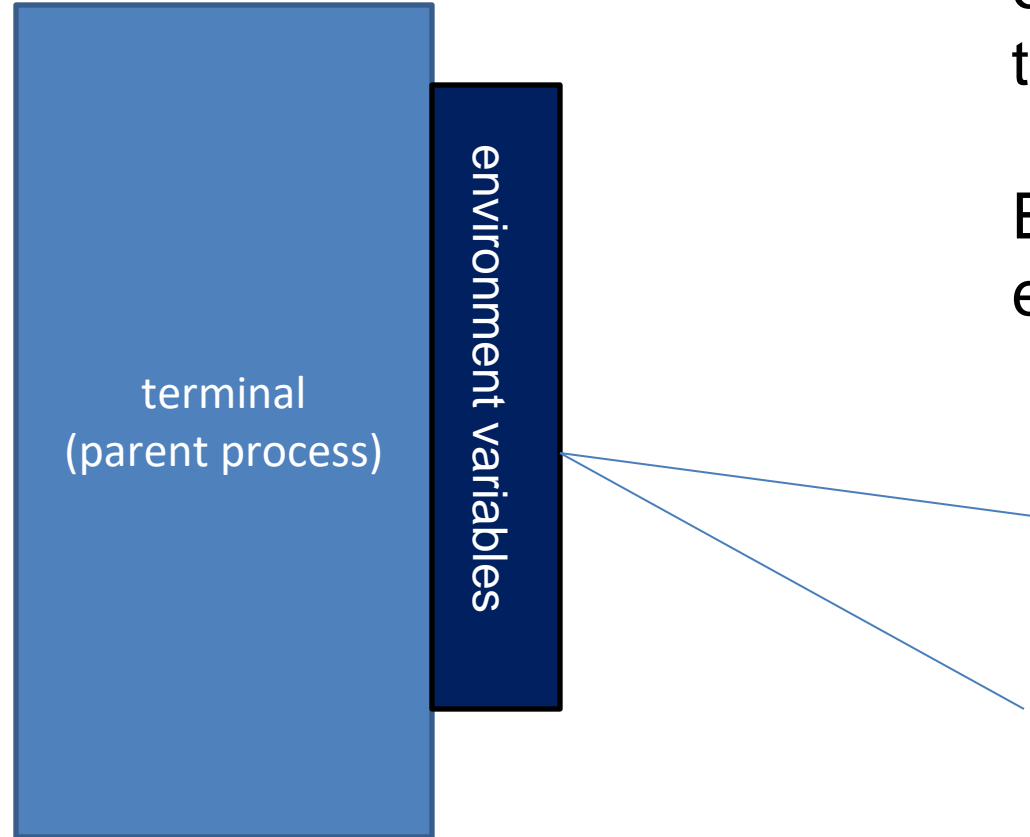 terminal
(parent process)
environment variables
t
E
e